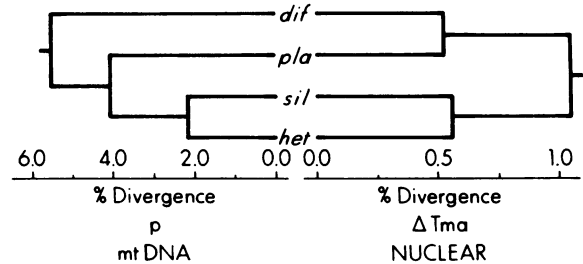 dif
pla
sil
het
6.0 4.0 2.0 0.0 0.0 0.5 1.0
% Divergence % Divergence
p Δ Tma
mt DNA NUCLEAR